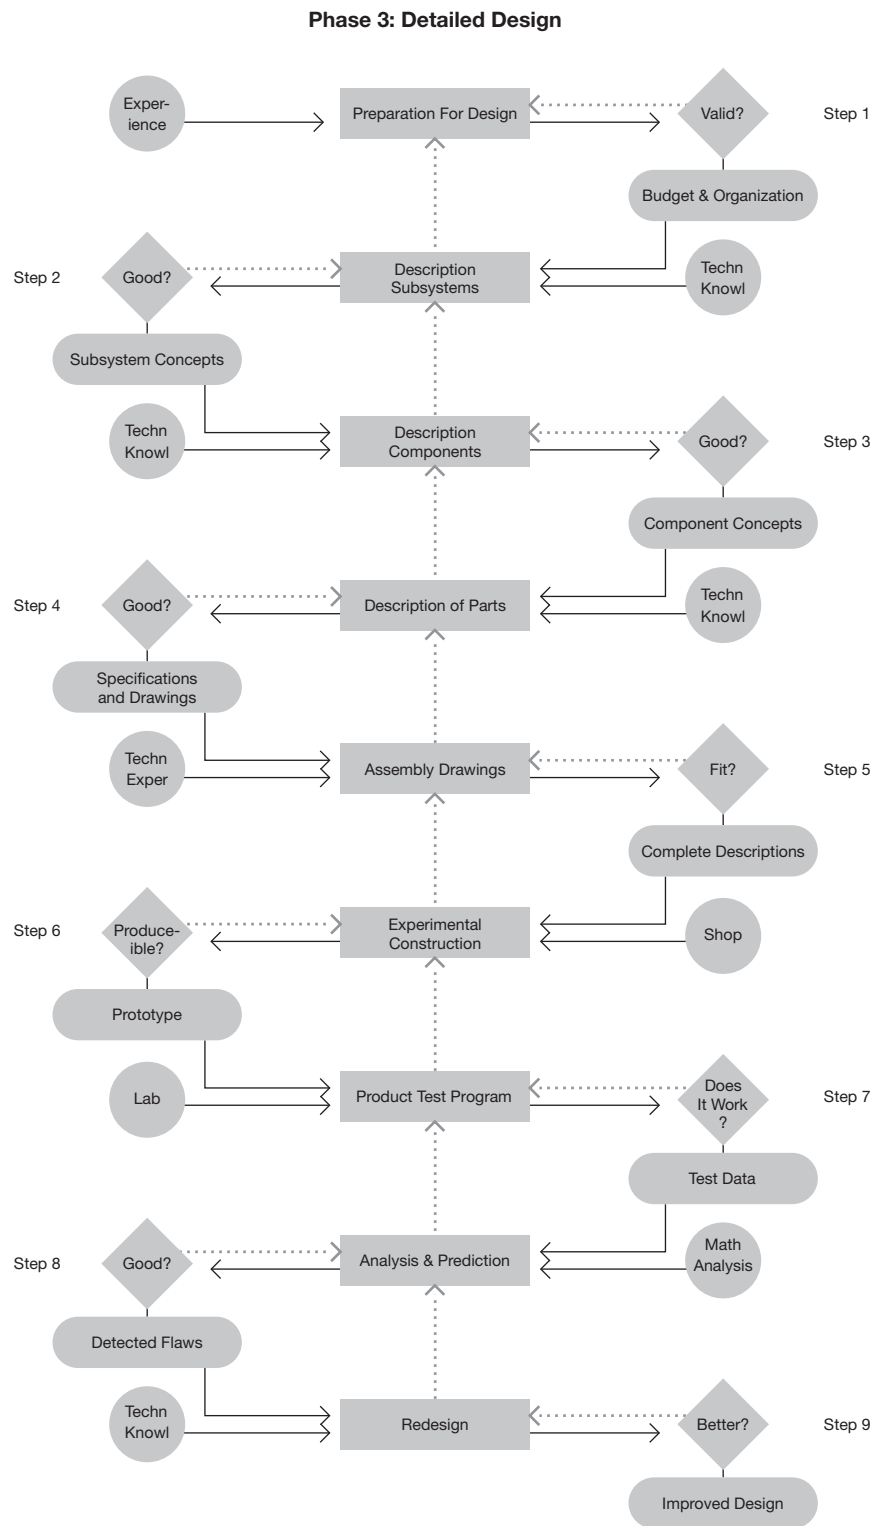 Phase 3: Detailed Design
Exper-
ience
Preparation For Design
Valid?
Step 1
Budget & Organization
Step 2
Good?
Description
Subsystems
Techn
Knowl
Subsystem Concepts
Techn
Knowl
Description
Components
Good?
Step 3
Component Concepts
Step 4
Good?
Description of Parts
Techn
Knowl
Specifications
and Drawings
Techn
Exper
Assembly Drawings
Fit?
Step 5
Complete Descriptions
Step 6
Produce-
ible?
Experimental
Construction
Shop
Prototype
Lab
Product Test Program
Does
It Work
?
Step 7
Test Data
Step 8
Good?
Analysis & Prediction
Math
Analysis
Detected Flaws
Techn
Knowl
Redesign
Better?
Step 9
Improved Design